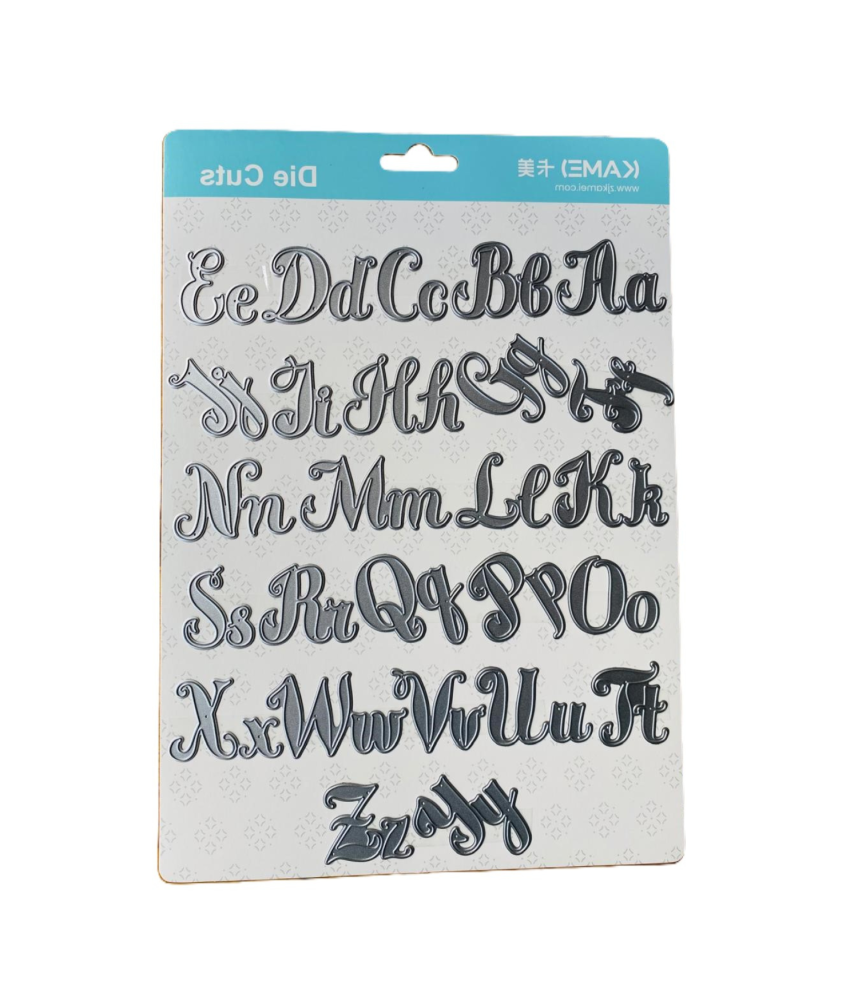 KAMEI 卡美
www.zjkamei.com
Die Cuts
Ee Dd Cc Bb Aa
Jj Ii Hh Gg Ff
Nn Mm Ll Kk
Ss Rr Qq Pp Oo
Xx Ww Vv Uu Tt
Zz Yy